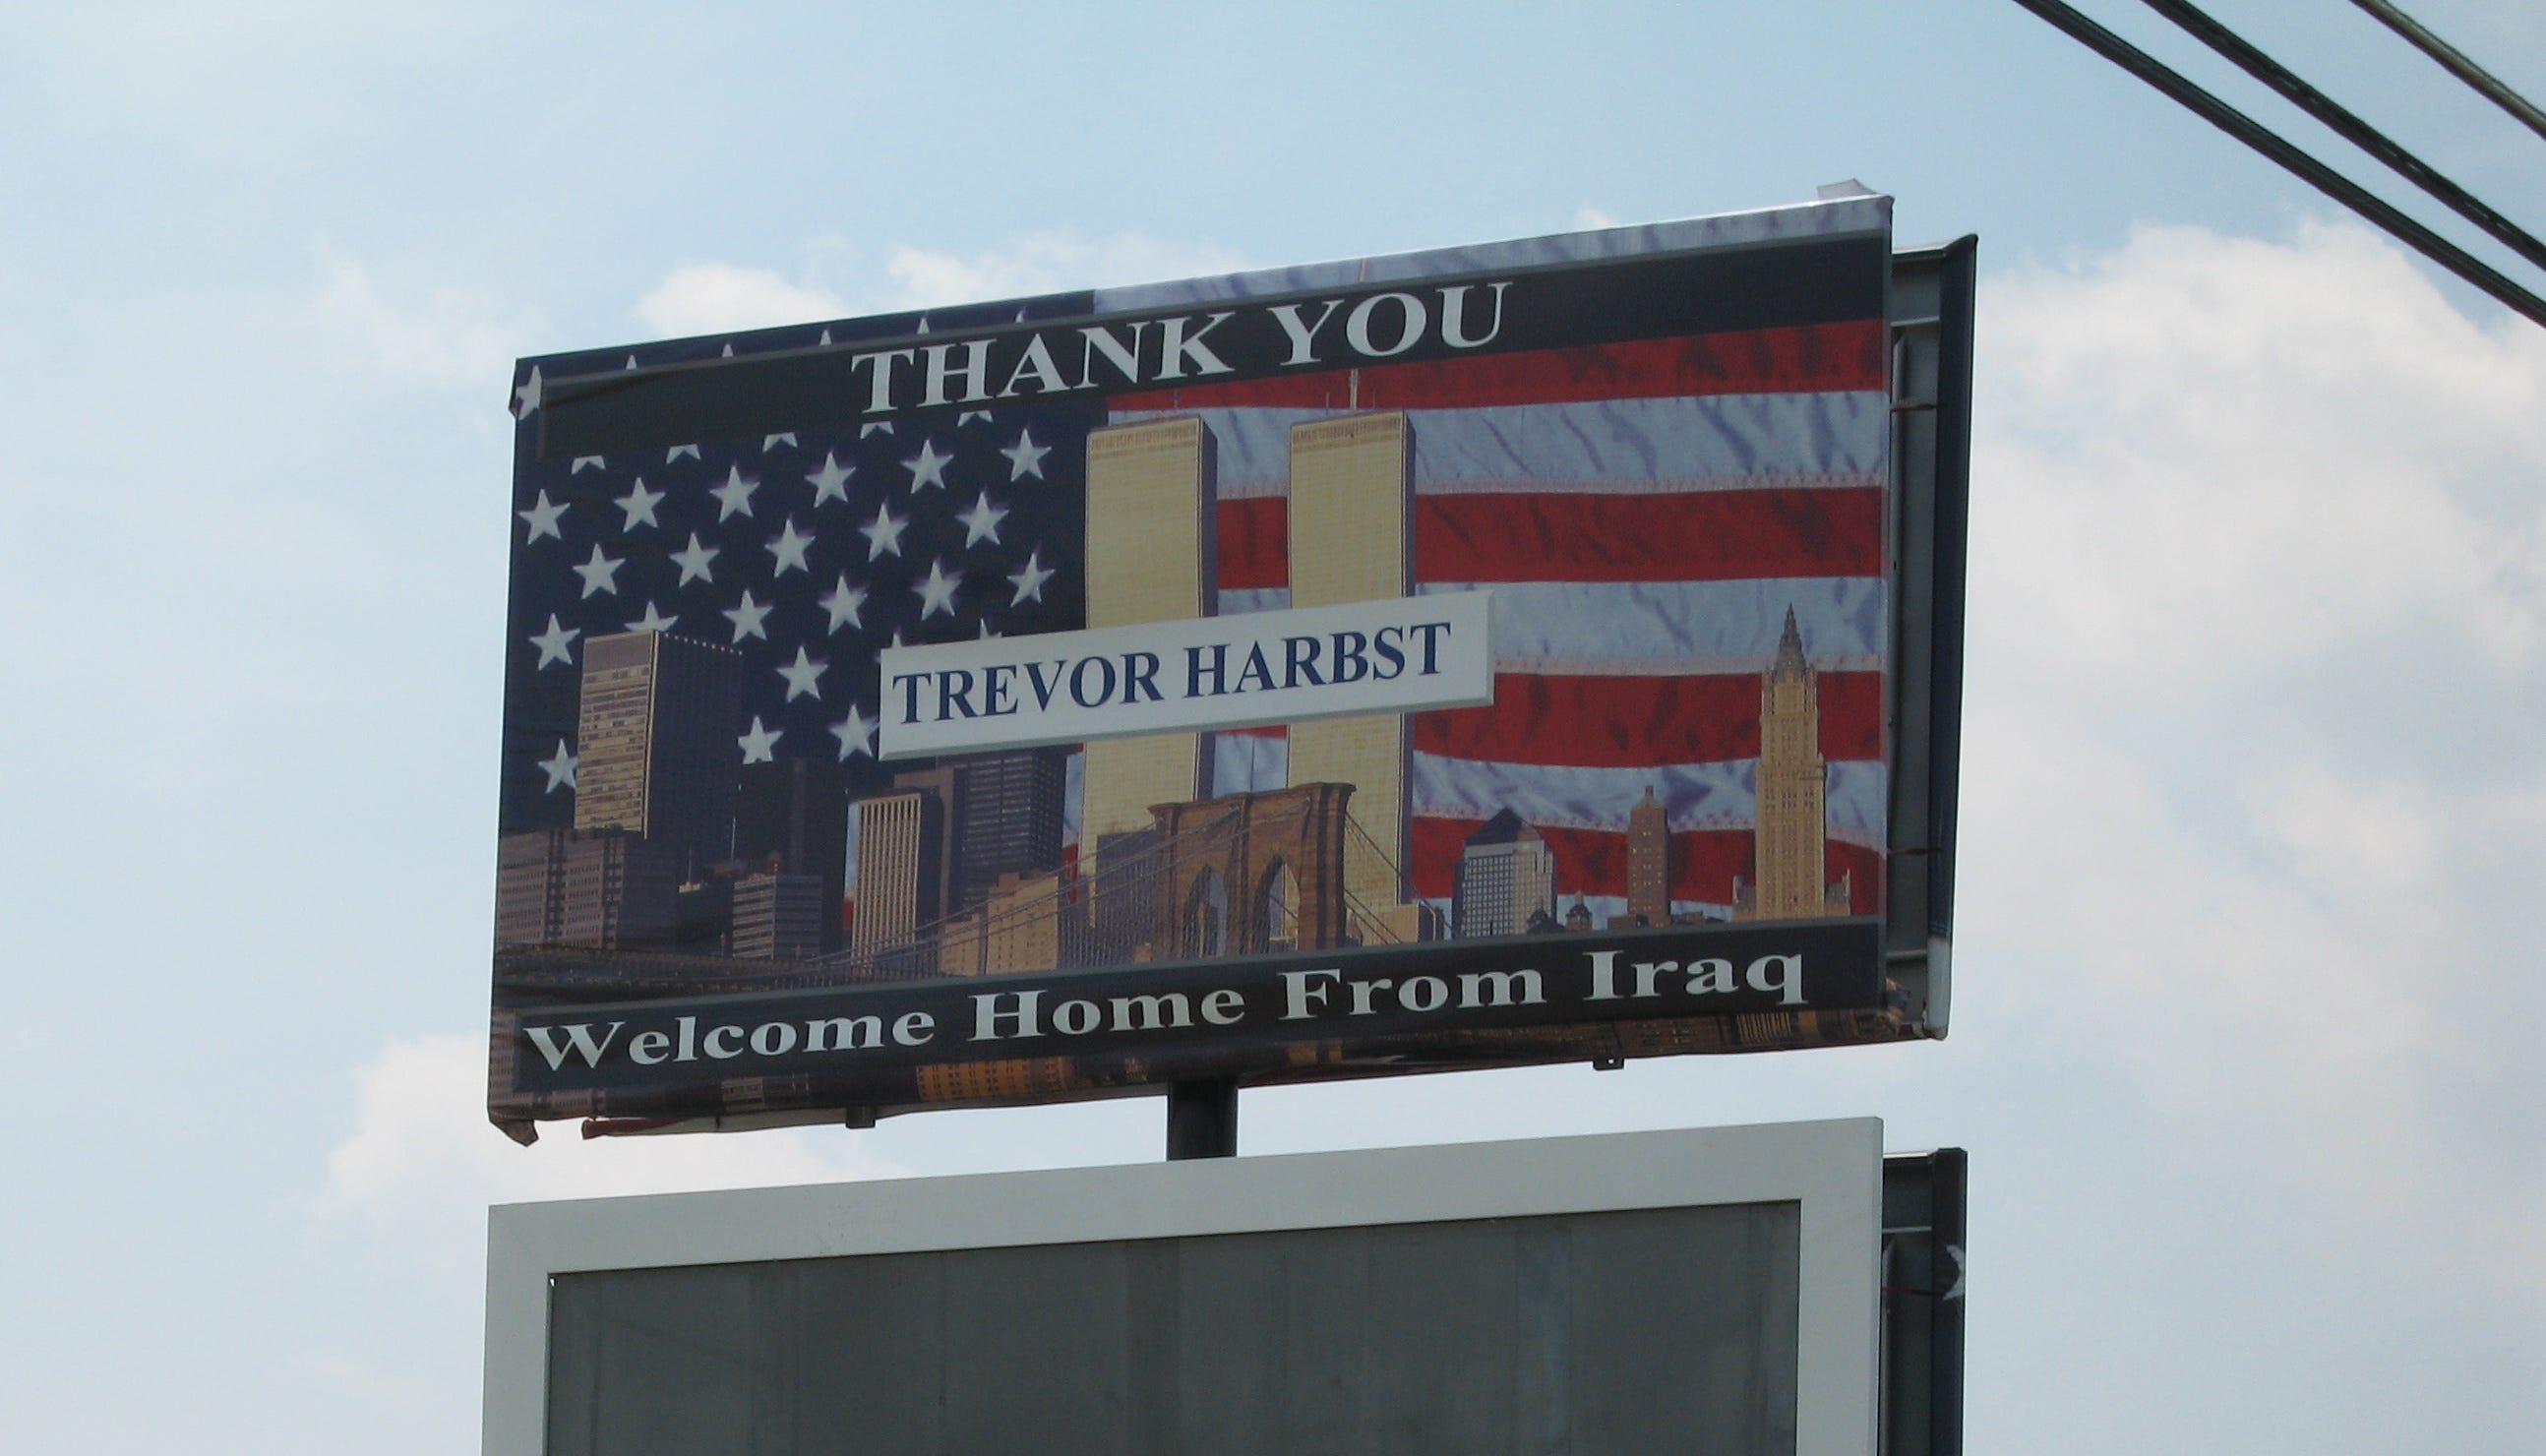 THANK YOU
TREVOR HARBST
Welcome Home From Iraq